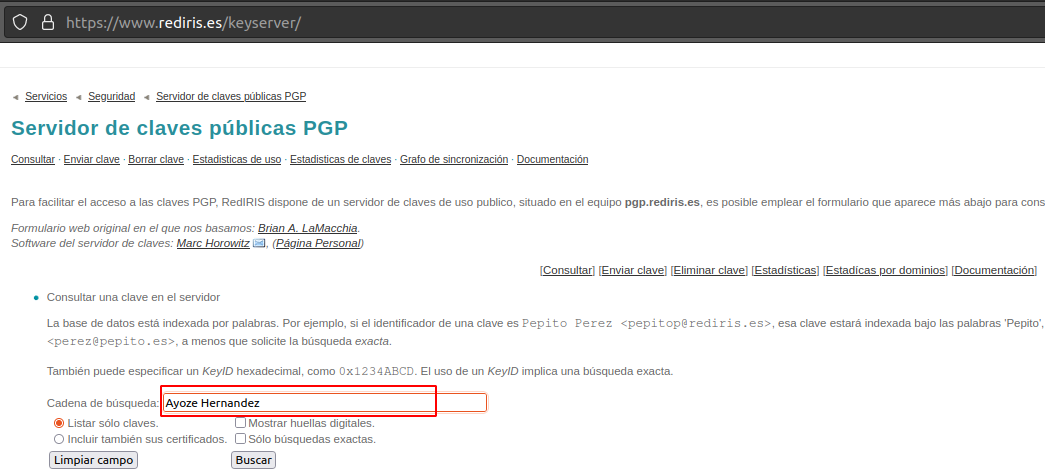 https://www.rediris.es/keyserver/
◄ Servicios ◄ Seguridad ◄ Servidor de claves públicas PGP
Servidor de claves públicas PGP
Consultar · Enviar clave · Borrar clave · Estadisticas de uso · Estadisticas de claves · Grafo de sincronización · Documentación
Para facilitar el acceso a las claves PGP, RedIRIS dispone de un servidor de claves de uso publico, situado en el equipo pgp.rediris.es, es posible emplear el formulario que aparece más abajo para cons
Formulario web original en el que nos basamos: Brian A. LaMacchia.
Software del servidor de claves: Marc Horowitz, (Página Personal)
[Consultar] [Enviar clave] [Eliminar clave] [Estadísticas] [Estadícas por dominios] [Documentación]
• Consultar una clave en el servidor
La base de datos está indexada por palabras. Por ejemplo, si el identificador de una clave es Pepito Perez <pepitop@rediris.es>, esa clave estará indexada bajo las palabras 'Pepito',
<perez@pepito.es>, a menos que solicite la búsqueda exacta.
También puede especificar un KeyID hexadecimal, como 0x1234ABCD. El uso de un KeyID implica una búsqueda exacta.
Cadena de búsqueda: Ayoze Hernandez
Listar sólo claves. Mostrar huellas digitales.
Incluir también sus certificados. Sólo búsquedas exactas.
Limpiar campo Buscar